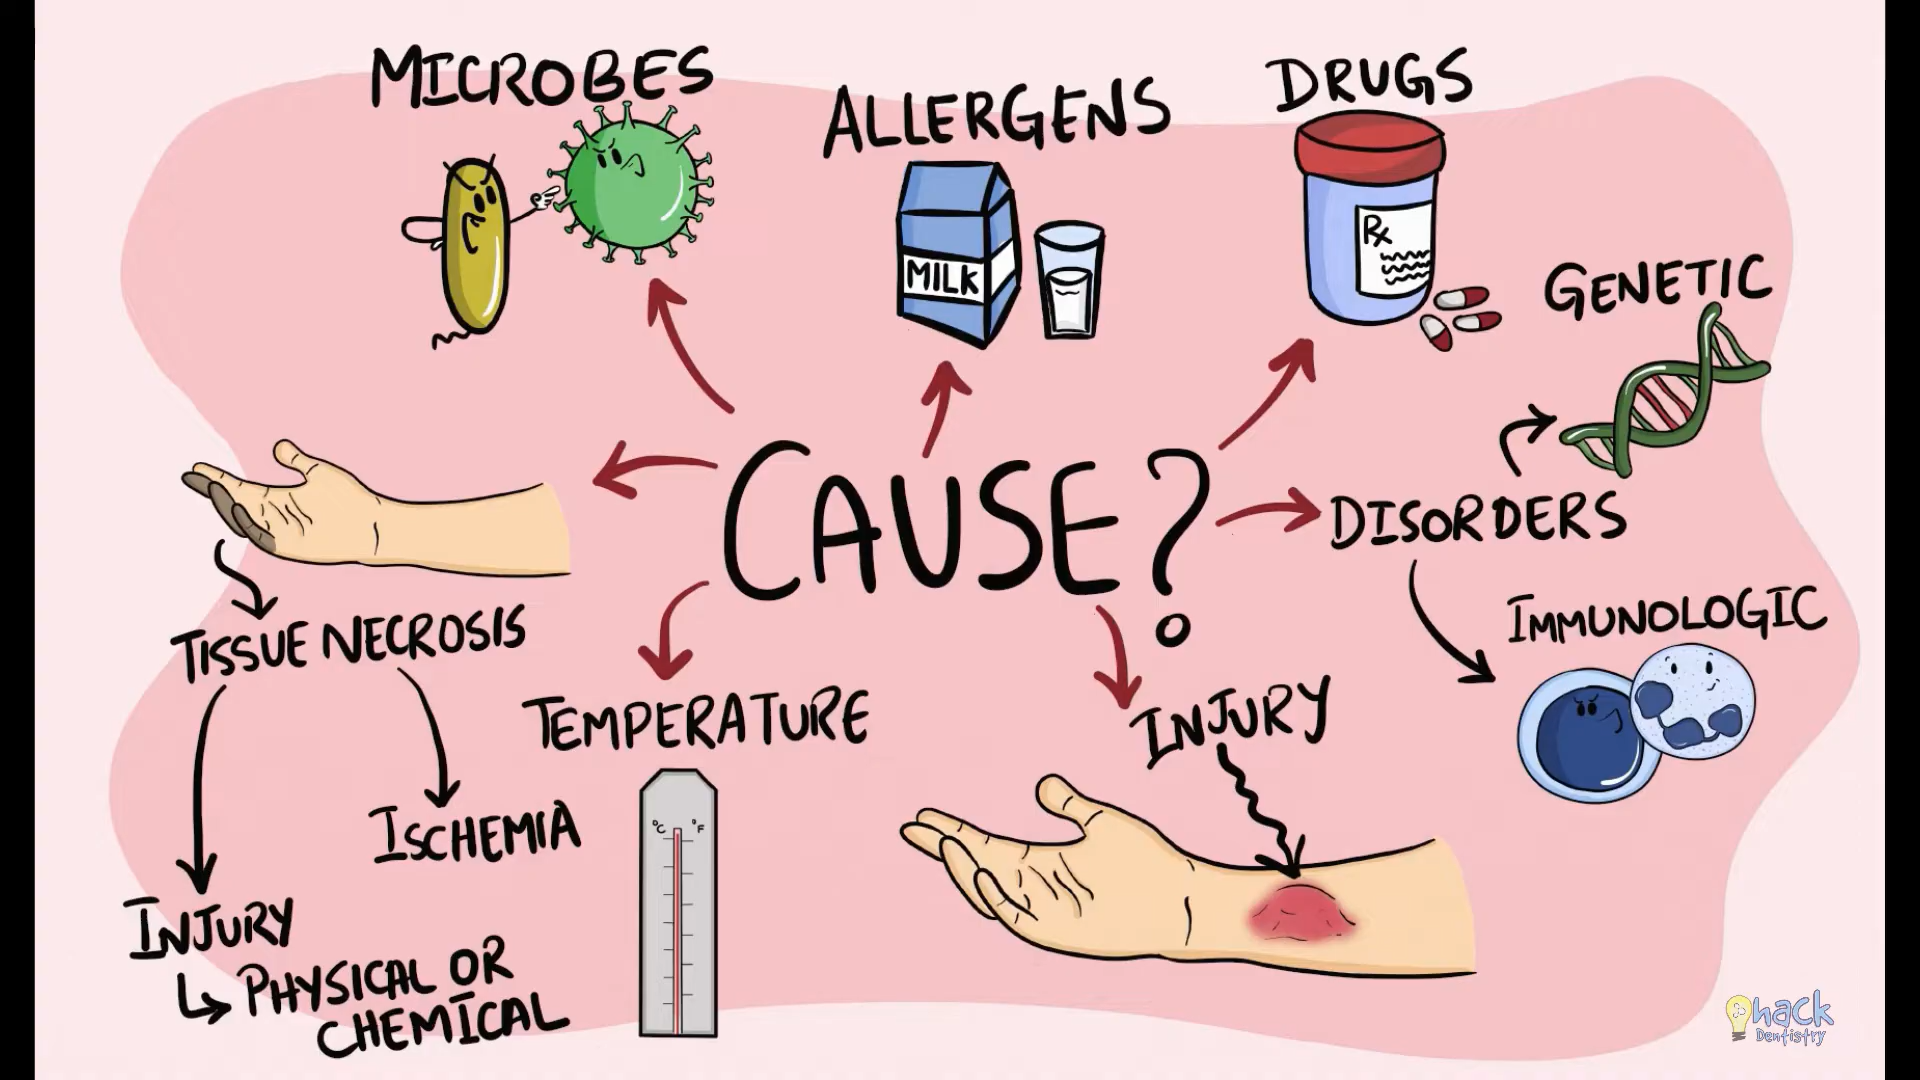 MICROBES
ALLERGENS
DRUGS
MILK
Rx
GENETIC
CAUSE?
DISORDERS
IMMUNOLOGIC
TISSUE NECROSIS
TEMPERATURE
INJURY
°C °F
ISCHEMIA
INJURY
PHYSICAL OR
CHEMICAL
hack
Dentistry